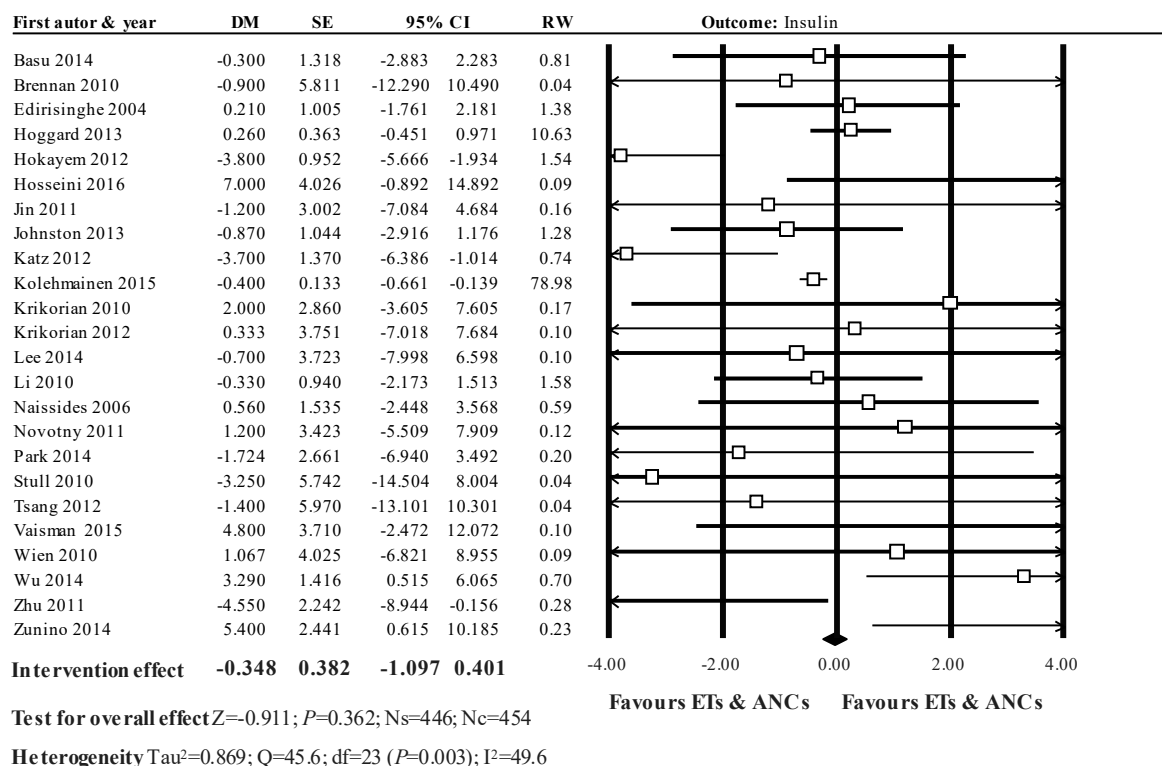 First autor & year DM SE 95% CI RW Outcome: Insulin
Basu 2014 -0.300 1.318 -2.883 2.283 0.81
Brennan 2010 -0.900 5.811 -12.290 10.490 0.04
Edirisinghe 2004 0.210 1.005 -1.761 2.181 1.38
Hoggard 2013 0.260 0.363 -0.451 0.971 10.63
Hokayem 2012 -3.800 0.952 -5.666 -1.934 1.54
Hosseini 2016 7.000 4.026 -0.892 14.892 0.09
Jin 2011 -1.200 3.002 -7.084 4.684 0.16
Johnston 2013 -0.870 1.044 -2.916 1.176 1.28
Katz 2012 -3.700 1.370 -6.386 -1.014 0.74
Kolehmainen 2015 -0.400 0.133 -0.661 -0.139 78.98
Krikorian 2010 2.000 2.860 -3.605 7.605 0.17
Krikorian 2012 0.333 3.751 -7.018 7.684 0.10
Lee 2014 -0.700 3.723 -7.998 6.598 0.10
Li 2010 -0.330 0.940 -2.173 1.513 1.58
Naissides 2006 0.560 1.535 -2.448 3.568 0.59
Novotny 2011 1.200 3.423 -5.509 7.909 0.12
Park 2014 -1.724 2.661 -6.940 3.492 0.20
Stull 2010 -3.250 5.742 -14.504 8.004 0.04
Tsang 2012 -1.400 5.970 -13.101 10.301 0.04
Vaisman 2015 4.800 3.710 -2.472 12.072 0.10
Wien 2010 1.067 4.025 -6.821 8.955 0.09
Wu 2014 3.290 1.416 0.515 6.065 0.70
Zhu 2011 -4.550 2.242 -8.944 -0.156 0.28
Zunino 2014 5.400 2.441 0.615 10.185 0.23
Intervention effect -0.348 0.382 -1.097 0.401 -4.00 -2.00 0.00 2.00 4.00
Favours ETs & ANCs Favours ETs & ANCs
Test for overall effect Z=-0.911; P=0.362; Ns=446; Nc=454
Heterogeneity Tau²=0.869; Q=45.6; df=23 (P=0.003); I²=49.6